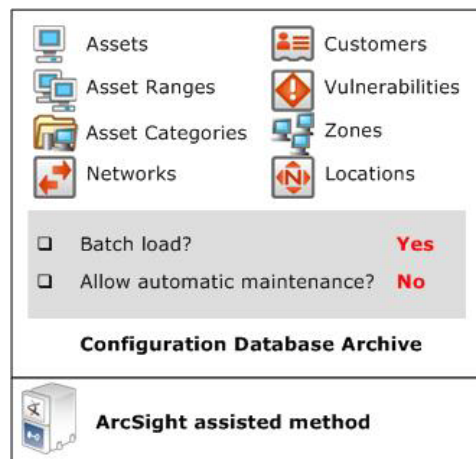 Assets
Customers
Asset Ranges
Vulnerabilities
Asset Categories
Zones
Networks
N
Locations
Batch load? Yes
Allow automatic maintenance? No
Configuration Database Archive
ArcSight assisted method